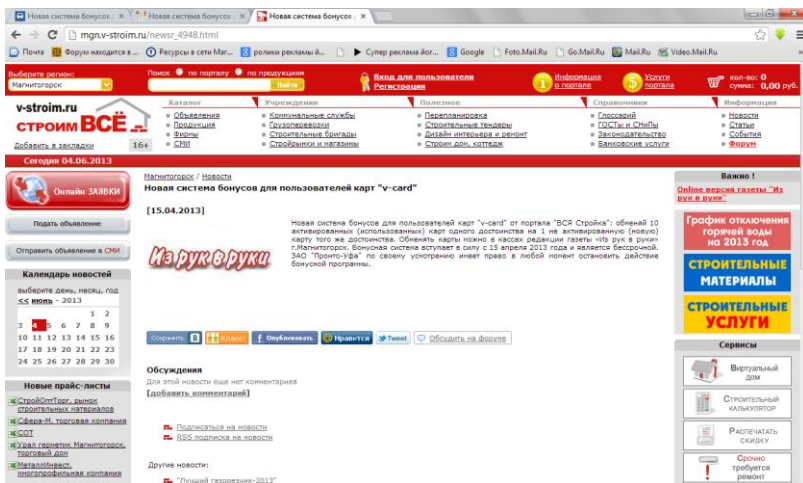 Новая система бонусов д
Новая система бонусов д
Новая система бонусов д
mgn.v-stroim.ru/newsr_4948.html
Почта
Форум находится в ...
Ресурсы в сети Маг...
ролики рекламы й...
Супер реклама йог...
Google
Foto.Mail.Ru
Go.Mail.Ru
Mail.Ru
Video.Mail.Ru
»
Выберите регион:
Магнитогорск
Поиск по порталу по продукции
Найти
Вход для пользователя
Регистрация
Информация о портале
Услуги портала
кол-во: 0
сумма: 0,00 руб.
v-stroim.ru
СТРОИМ ВСЁ
Добавить в закладки
16+
Каталог
Объявления
Продукция
Фирмы
СМИ
Учреждения
Коммунальные службы
Грузоперевозки
Строительные бригады
Стройрынки и магазины
Полезное
Перепланировка
Строительные тендеры
Дизайн интерьера и ремонт
Строим дом, коттедж
Справочники
Глоссарий
ГОСТы и СНиПы
Законодательство
Банковские услуги
Информация
Новости
Статьи
События
Форум
Сегодня 04.06.2013
Онлайн ЗАЯВКИ
Подать объявление
Отправить объявление в СМИ
Календарь новостей
выберите день, месяц, год
<< июнь - 2013
1 2
3 4 5 6 7 8 9
10 11 12 13 14 15 16
17 18 19 20 21 22 23
24 25 26 27 28 29 30
Новые прайс-листы
СтройОптТорг, рынок строительных материалов
Сфера-М, торговая компания
СОТ
Урал герметик Магнитогорск, торговый дом
МеталлИнвест, многопрофильная компания
Магнитогорск / Новости
Новая система бонусов для пользователей карт "v-card"
[15.04.2013]
Из рук в руки
Новая система бонусов для пользователей карт "v-card" от портала "ВСЯ Стройка": обменяй 10
активированных (использованных) карт одного достоинства на 1 не активированную (новую)
карту того же достоинства. Обменять карты можно в кассах редакции газеты «Из рук в руки»
г.Магнитогорск. Бонусная система вступает в силу с 15 апреля 2013 года и является бессрочной.
ЗАО "Пронто-Уфа" по своему усмотрению имеет право в любой момент остановить действие
бонусной программы.
Сохранить
Класс!
Опубликовать
Нравится
Tweet
Обсудить на форуме
Обсуждения
Для этой новости еще нет комментариев
[добавить комментарий]
Подписаться на новости
RSS подписка на новости
Другие новости:
"Лучший газорезчик-2013"
Важно !
Online версия газеты "Из рук в руки"
График отключения
горячей воды
на 2013 год
СТРОИТЕЛЬНЫЕ
МАТЕРИАЛЫ
СТРОИТЕЛЬНЫЕ
УСЛУГИ
Сервисы
Виртуальный
дом
Строительный
калькулятор
Распечатать
скидку
Срочно
требуется
ремонт